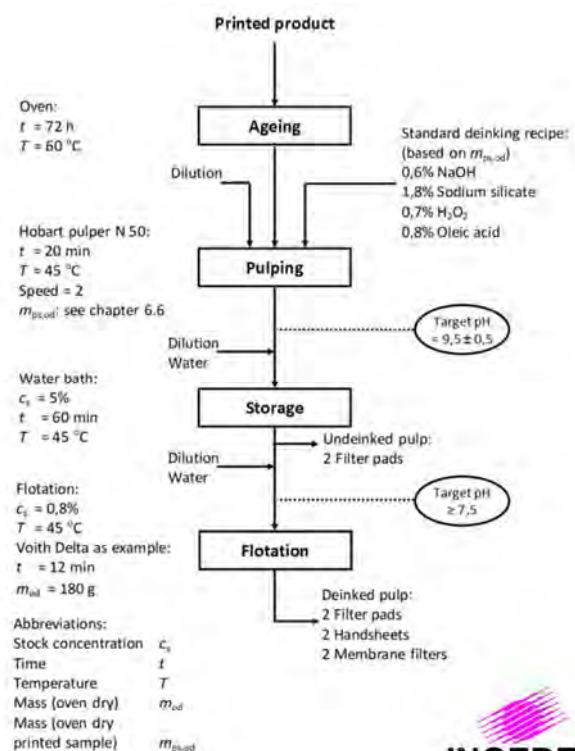 Printed product
Oven:
t = 72 h
T = 60 °C
Ageing
Dilution
Standard deinking recipe:
(based on mps,od)
0,6% NaOH
1,8% Sodium silicate
0,7% H₂O₂
0,8% Oleic acid
Hobart pulper N 50:
t = 20 min
T = 45 °C
Speed = 2
mps,od: see chapter 6.6
Pulping
Target pH
= 9,5 ± 0,5
Dilution
Water
Water bath:
cs = 5%
t = 60 min
T = 45 °C
Storage
Undeinked pulp:
2 Filter pads
Dilution
Water
Target pH
≥ 7,5
Flotation:
cs = 0,8%
T = 45 °C
Voith Delta as example:
t = 12 min
mod = 180 g
Flotation
Deinked pulp:
2 Filter pads
2 Handsheets
2 Membrane filters
Abbreviations:
Stock concentration cs
Time t
Temperature T
Mass (oven dry) mod
Mass (oven dry
printed sample) mps,od